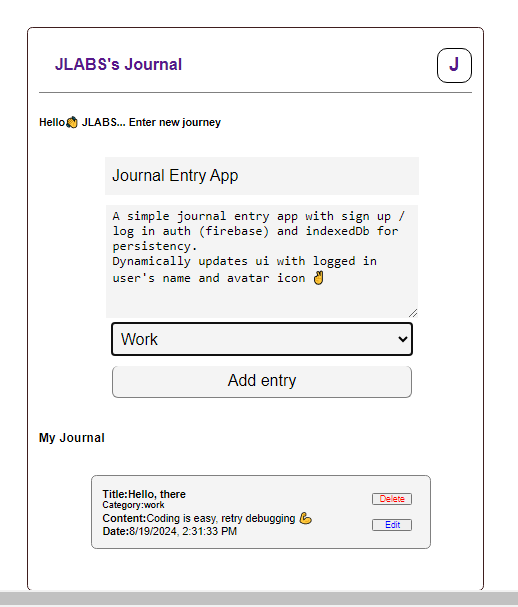 JLABS's Journal
J
Hello👏 JLABS... Enter new journey
Journal Entry App
A simple journal entry app with sign up /
log in auth (firebase) and indexedDb for
persistency.
Dynamically updates ui with logged in
user's name and avatar icon ✌
Work
Add entry
My Journal
Title:Hello, there
Category:work
Content:Coding is easy, retry debugging 💪
Date:8/19/2024, 2:31:33 PM
Delete
Edit